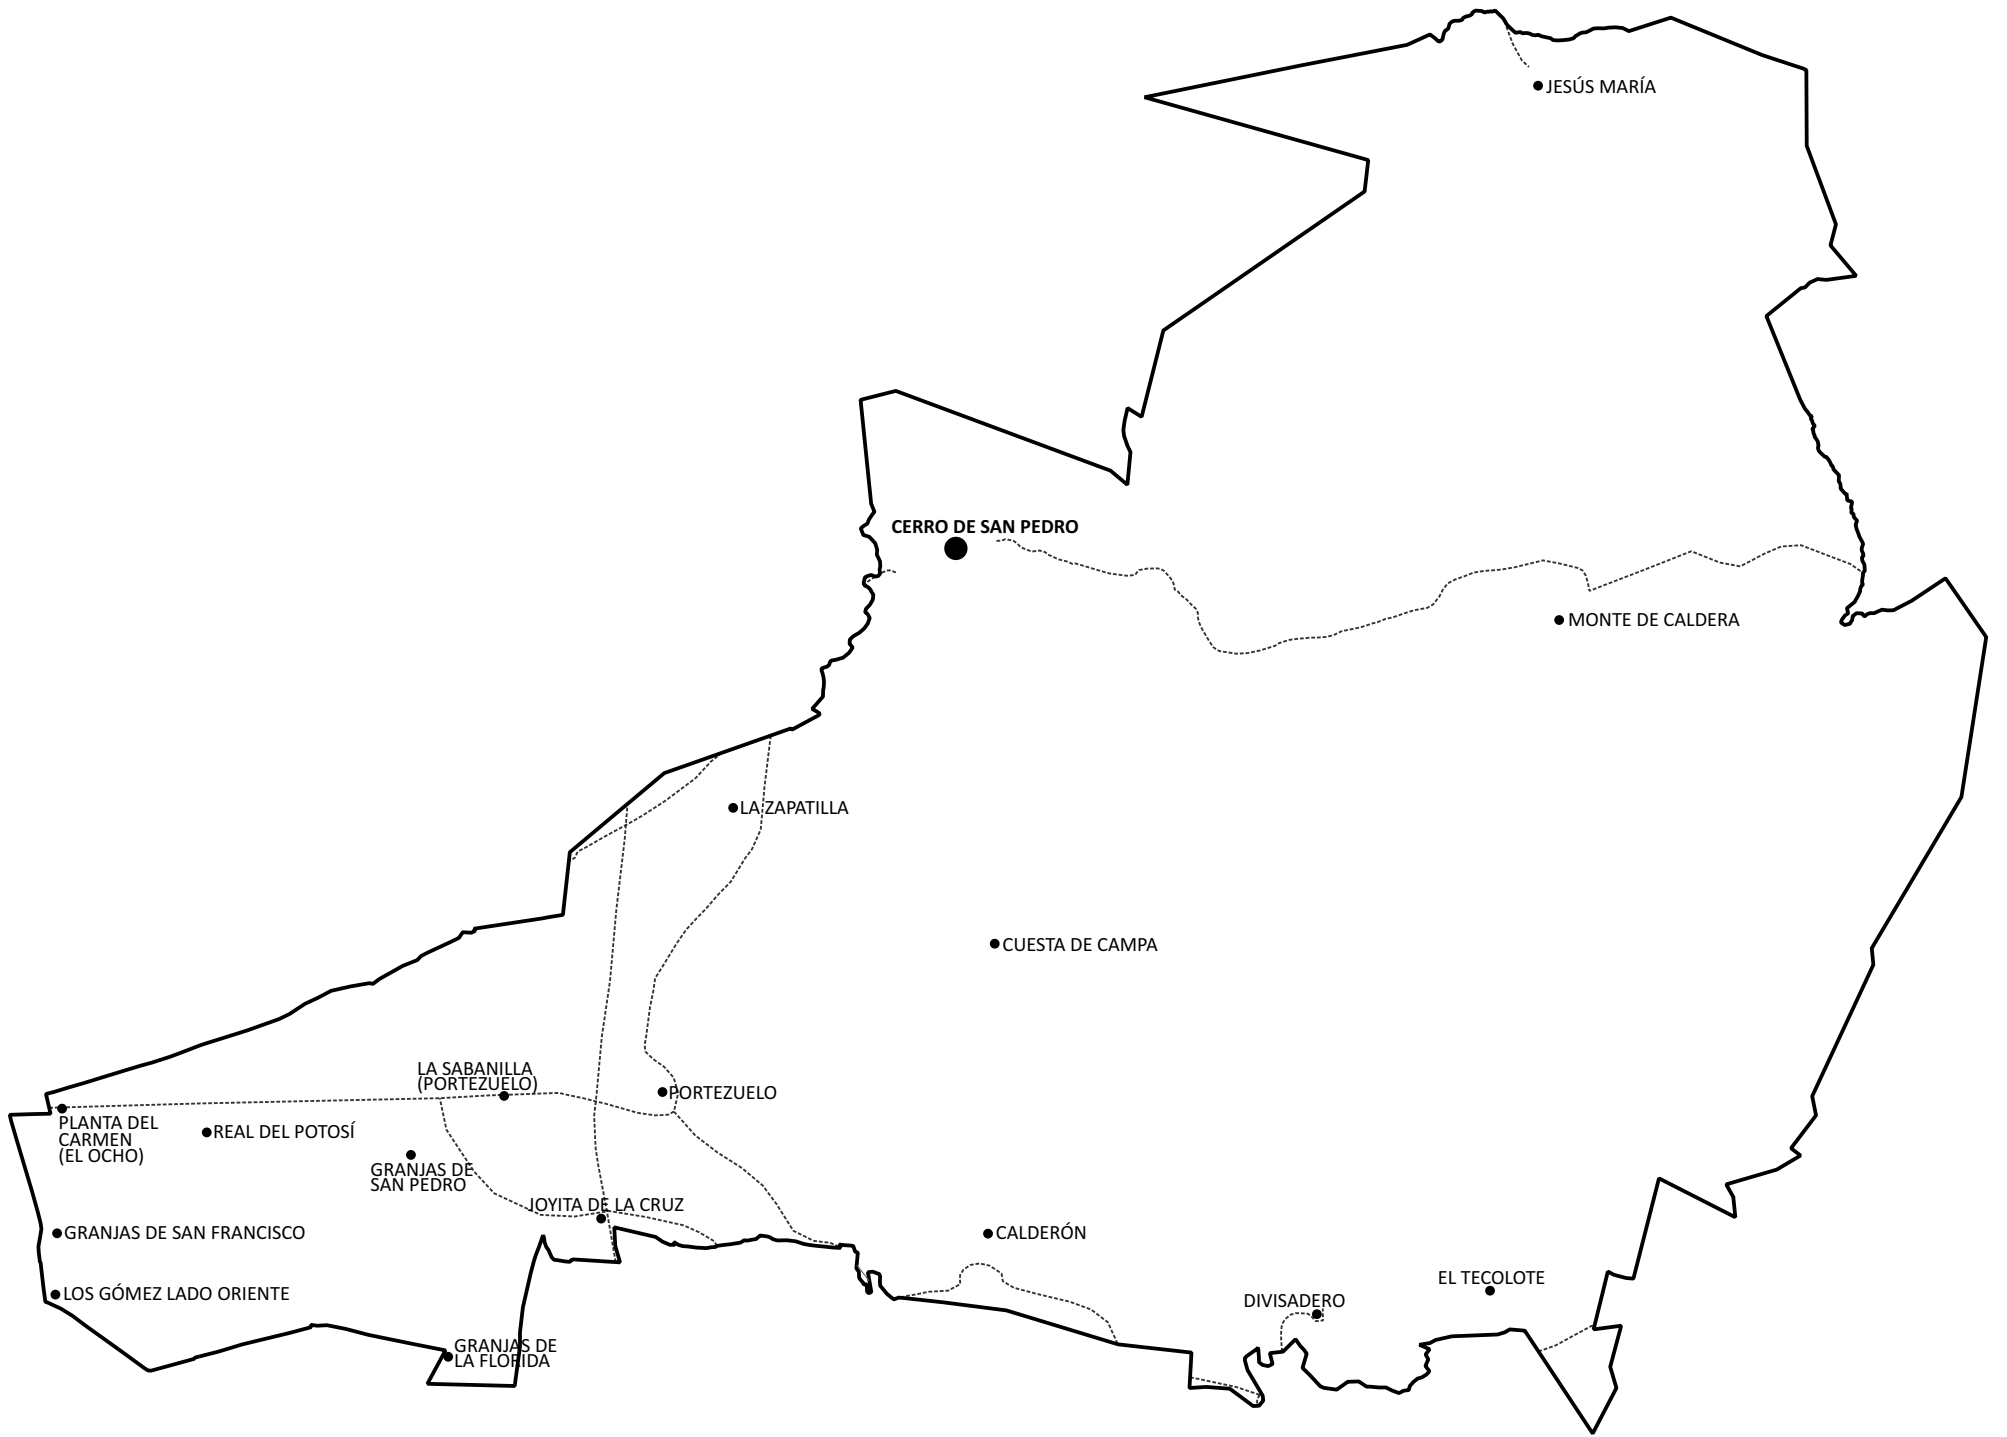 JESÚS MARÍA
CERRO DE SAN PEDRO
MONTE DE CALDERA
LA ZAPATILLA
CUESTA DE CAMPA
LA SABANILLA
(PORTEZUELO)
PORTEZUELO
PLANTA DEL
CARMEN
(EL OCHO)
REAL DEL POTOSÍ
GRANJAS DE
SAN PEDRO
JOYITA DE LA CRUZ
GRANJAS DE SAN FRANCISCO
CALDERÓN
EL TECOLOTE
LOS GÓMEZ LADO ORIENTE
DIVISADERO
GRANJAS DE
LA FLORIDA